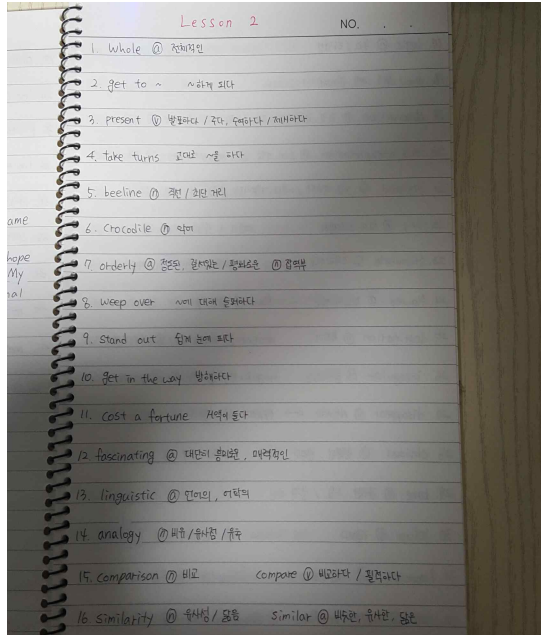 Lesson 2
NO. . .
1. Whole ⓐ 전체적인
2. get to ~ ~하게 되다
3. present ⓥ 발표하다 / 주다, 수여하다 / 제시하다
4. take turns 교대로 ~을 하다
5. beeline ⓝ 직선 / 최단 거리
6. Crocodile ⓝ 악어
7. orderly ⓐ 정돈된, 질서있는 / 평화로운 ⓝ 잡역부
8. weep over ~에 대해 슬퍼하다
9. stand out 쉽게 눈에 띄다
10. get in the way 방해하다
11. cost a fortune 거액이 들다
12. fascinating ⓐ 대단히 흥미로운, 매력적인
13. linguistic ⓐ 언어의, 어학의
14. analogy ⓝ 비유 / 유사점 / 유추
15. comparison ⓝ 비교 compare ⓥ 비교하다 / 필적하다
16. Similarity ⓝ 유사성 / 닮음 Similar ⓐ 비슷한, 유사한, 닮은
ame
hope
My
nal